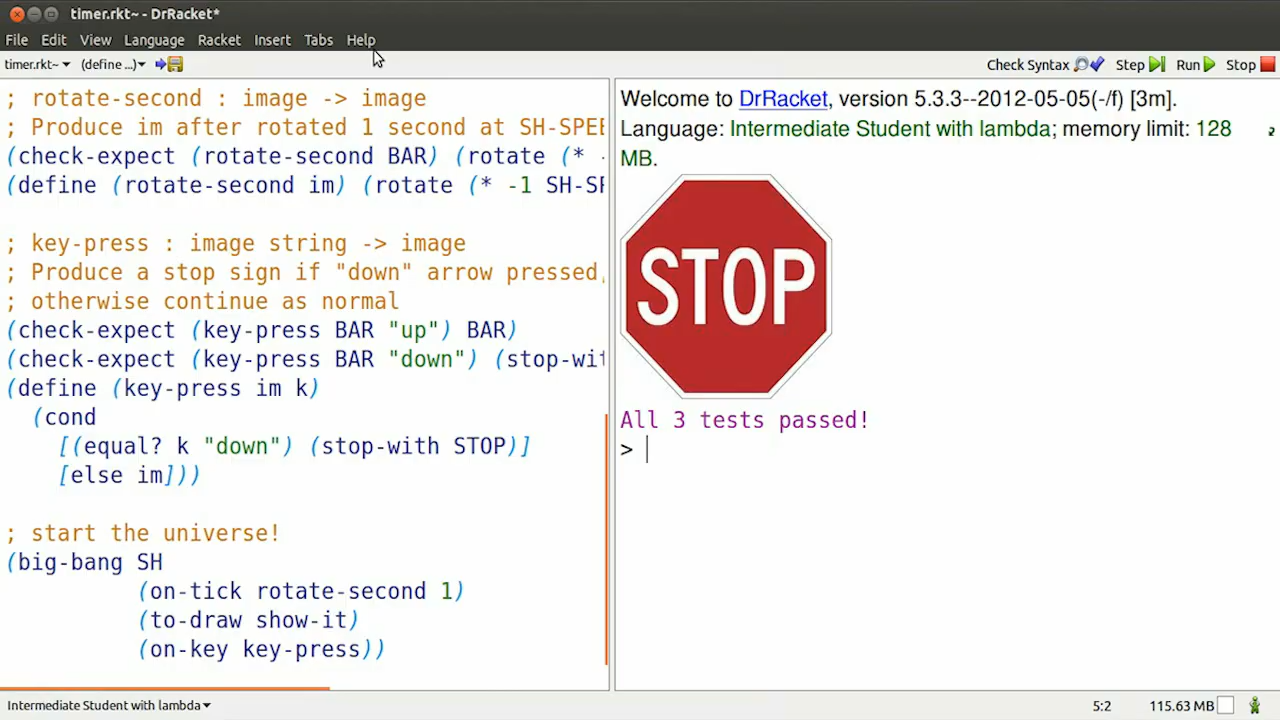 timer.rkt~ - DrRacket*
File Edit View Language Racket Insert Tabs Help
timer.rkt~ (define ...) Check Syntax Step Run Stop
; rotate-second : image -> image
; Produce im after rotated 1 second at SH-SPEE
(check-expect (rotate-second BAR) (rotate (* -
(define (rotate-second im) (rotate (* -1 SH-SP
; key-press : image string -> image
; Produce a stop sign if "down" arrow pressed,
; otherwise continue as normal
(check-expect (key-press BAR "up") BAR)
(check-expect (key-press BAR "down") (stop-wit
(define (key-press im k)
(cond
[(equal? k "down") (stop-with STOP)]
[else im]))
; start the universe!
(big-bang SH
(on-tick rotate-second 1)
(to-draw show-it)
(on-key key-press))
Welcome to DrRacket, version 5.3.3--2012-05-05(-/f) [3m].
Language: Intermediate Student with lambda; memory limit: 128
MB.
STOP
All 3 tests passed!
>
Intermediate Student with lambda 5:2 115.63 MB